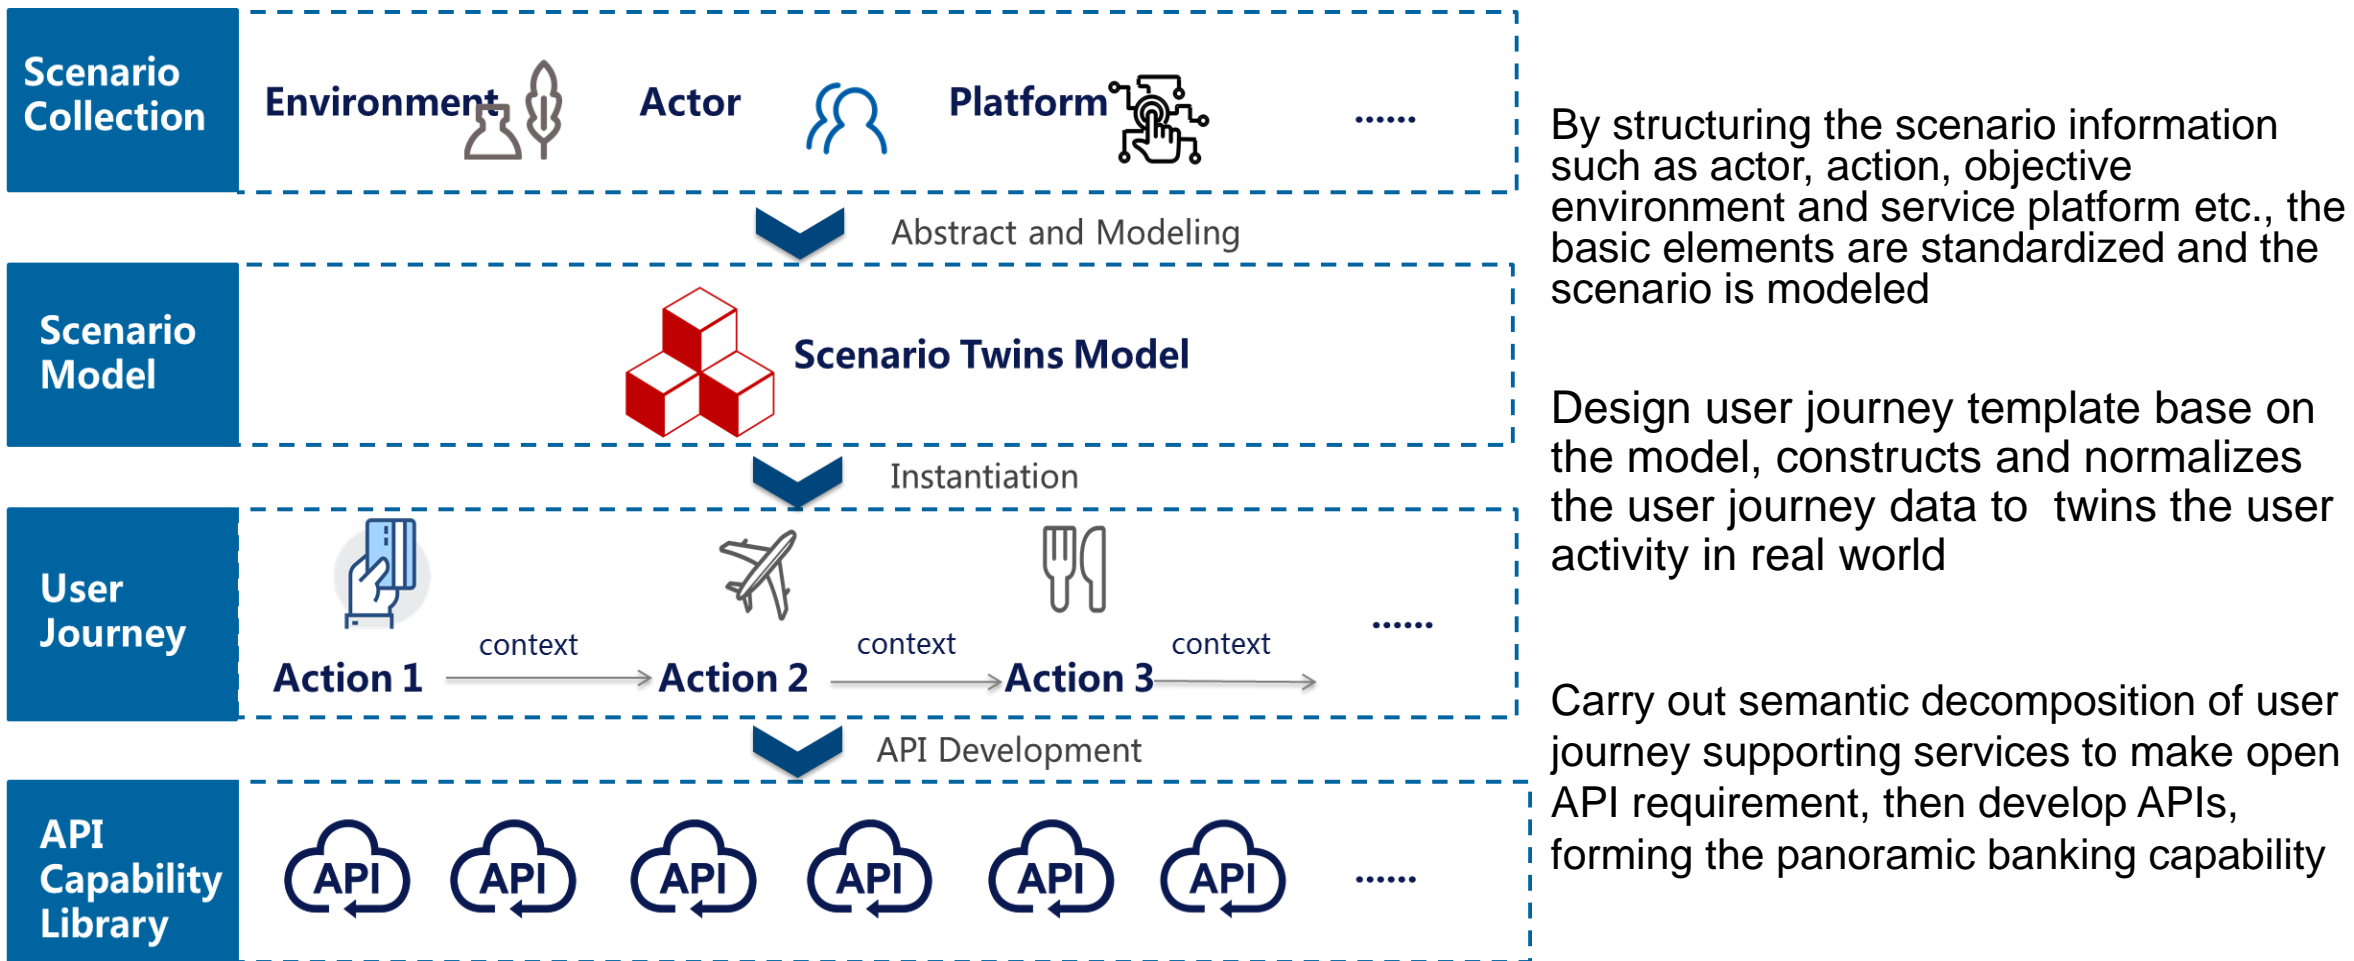 Scenario
Collection
Environment
Actor
Platform
......
Abstract and Modeling
Scenario
Model
Scenario Twins Model
Instantiation
User
Journey
context
context
context
......
Action 1
Action 2
Action 3
API Development
API
Capability
Library
API
API
API
API
API
API
......
By structuring the scenario information
such as actor, action, objective
environment and service platform etc., the
basic elements are standardized and the
scenario is modeled
Design user journey template base on
the model, constructs and normalizes
the user journey data to  twins the user
activity in real world
Carry out semantic decomposition of user
journey supporting services to make open
API requirement, then develop APIs,
forming the panoramic banking capability